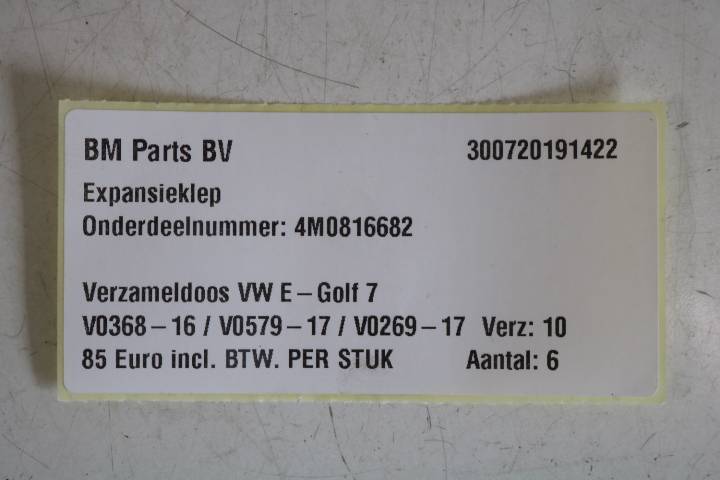 BM Parts BV 300720191422
Expansieklep
Onderdeelnummer: 4M0816682
Verzameldoos VW E – Golf 7
V0368 – 16 / V0579 – 17 / V0269 – 17 Verz: 10
85 Euro incl. BTW. PER STUK Aantal: 6